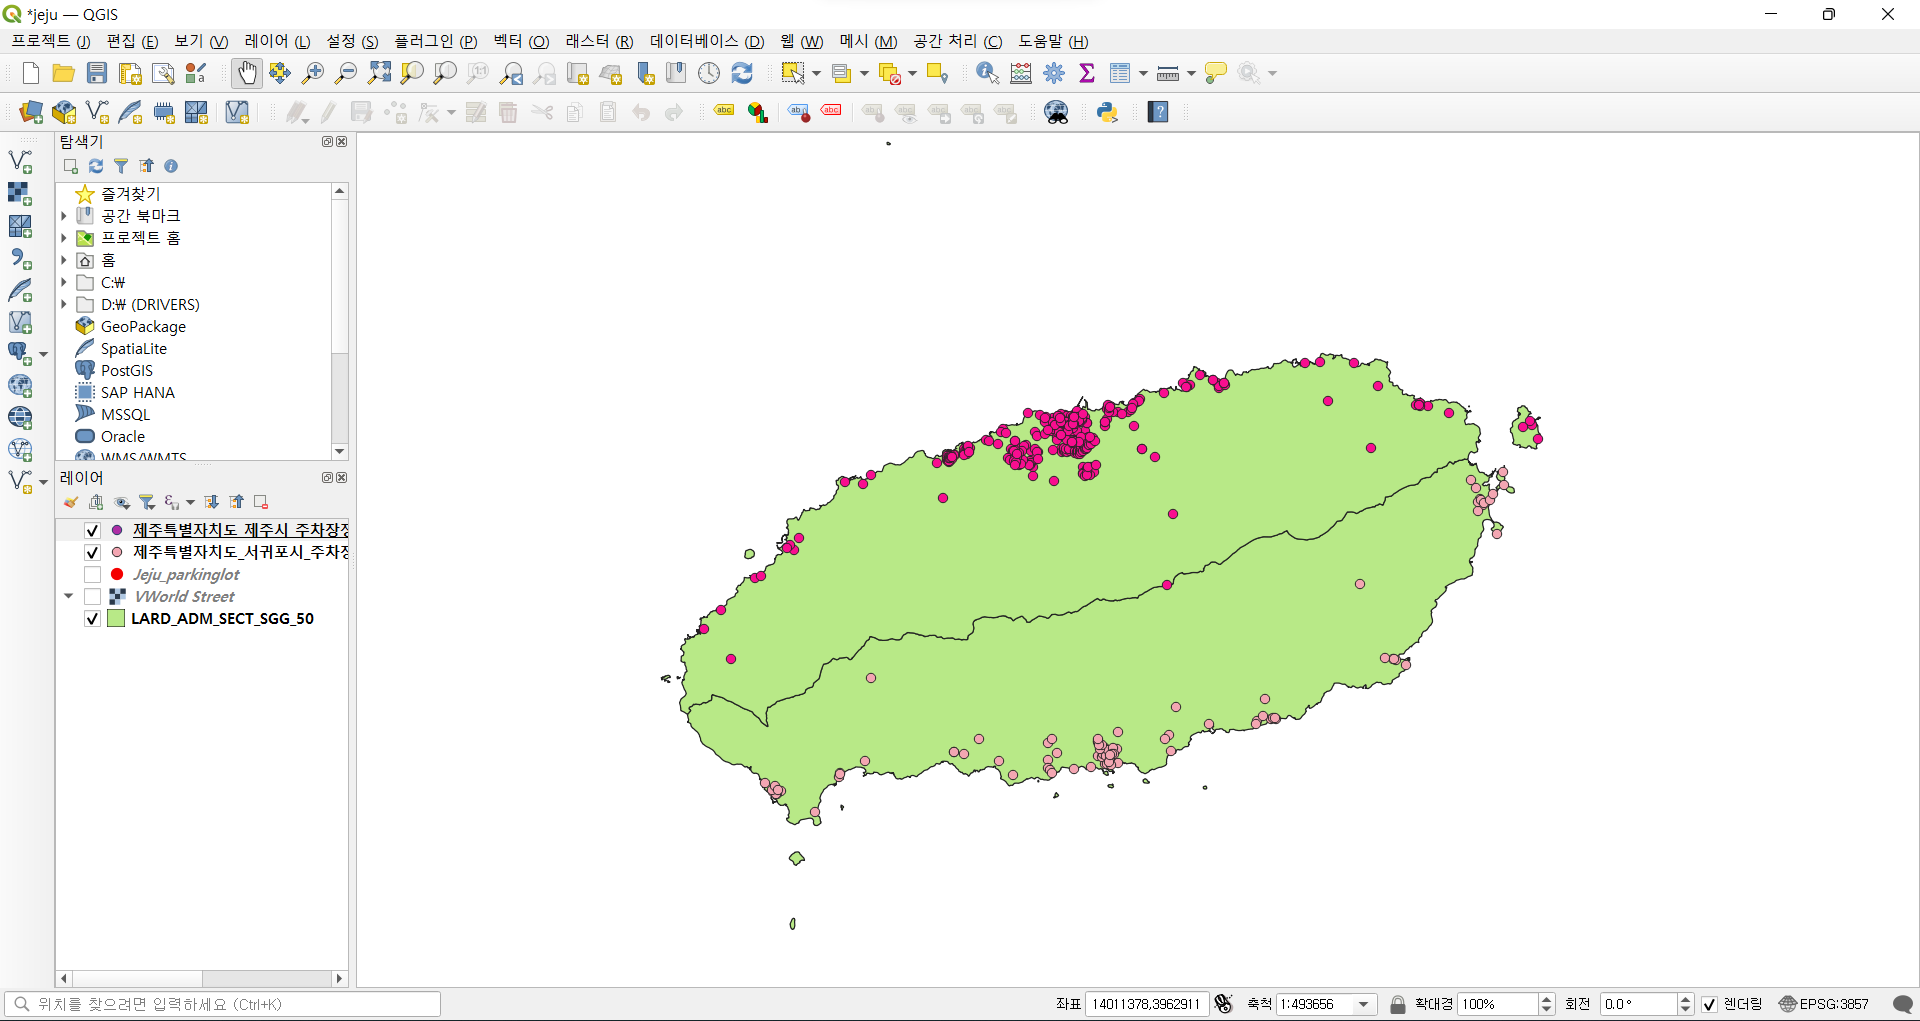 *jeju — QGIS
프로젝트 (J) 편집 (E) 보기 (V) 레이어 (L) 설정 (S) 플러그인 (P) 벡터 (O) 래스터 (R) 데이터베이스 (D) 웹 (W) 메시 (M) 공간 처리 (C) 도움말 (H)
탐색기
즐겨찾기
공간 북마크
프로젝트 홈
홈
C:₩
D:₩ (DRIVERS)
GeoPackage
SpatiaLite
PostGIS
SAP HANA
MSSQL
Oracle
WMS/WMTS
레이어
제주특별자치도 제주시 주차장정
제주특별자치도_서귀포시_주차장
Jeju_parkinglot
VWorld Street
LARD_ADM_SECT_SGG_50
위치를 찾으려면 입력하세요 (Ctrl+K)
좌표 14011378,3962911 축척 1:493656 확대경 100% 회전 0.0 ° 렌더링 EPSG:3857